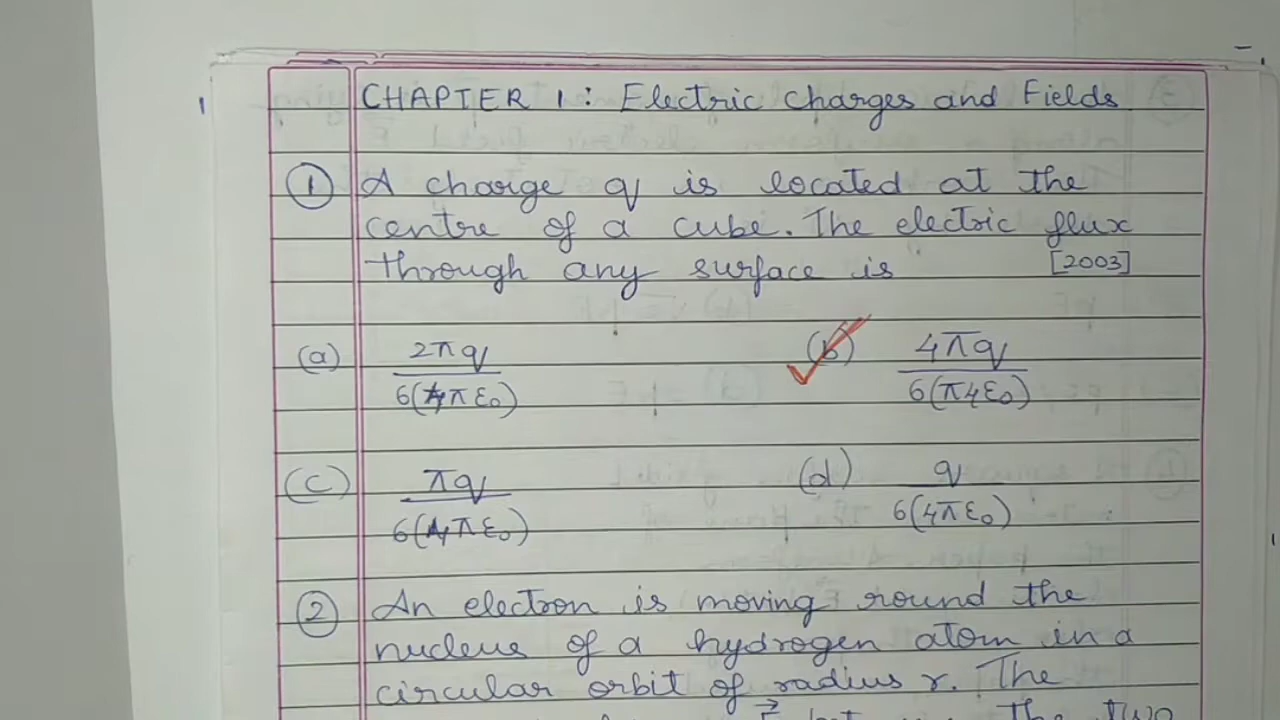 CHAPTER 1 : Electric Charges and Fields
① A charge q is located at the
centre of a cube. The electric flux
through any surface is [2003]
(a) 2πq / 6(4πε₀) (b) 4πq / 6(π4ε₀)
(c) πq / 6(4πε₀) (d) q / 6(4πε₀)
② An electron is moving round the
nucleus of a hydrogen atom in a
circular orbit of radius r. The
the two